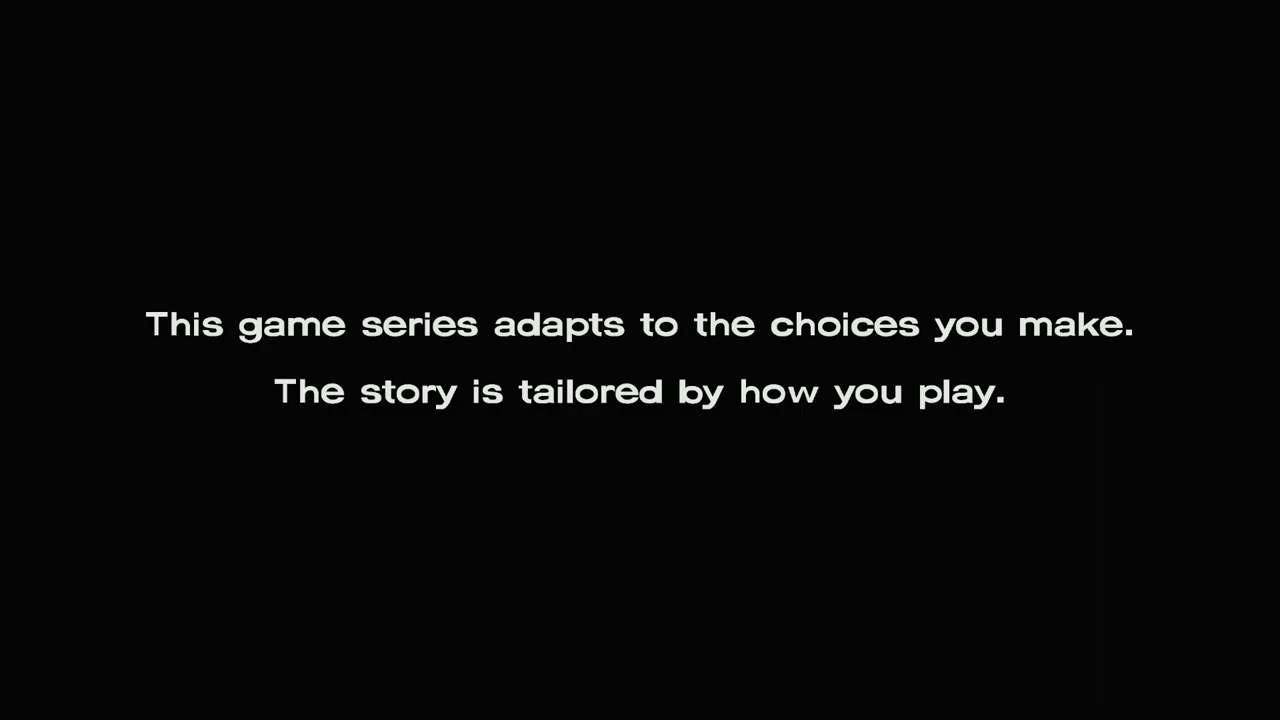 This game series adapts to the choices you make.
The story is tailored by how you play.